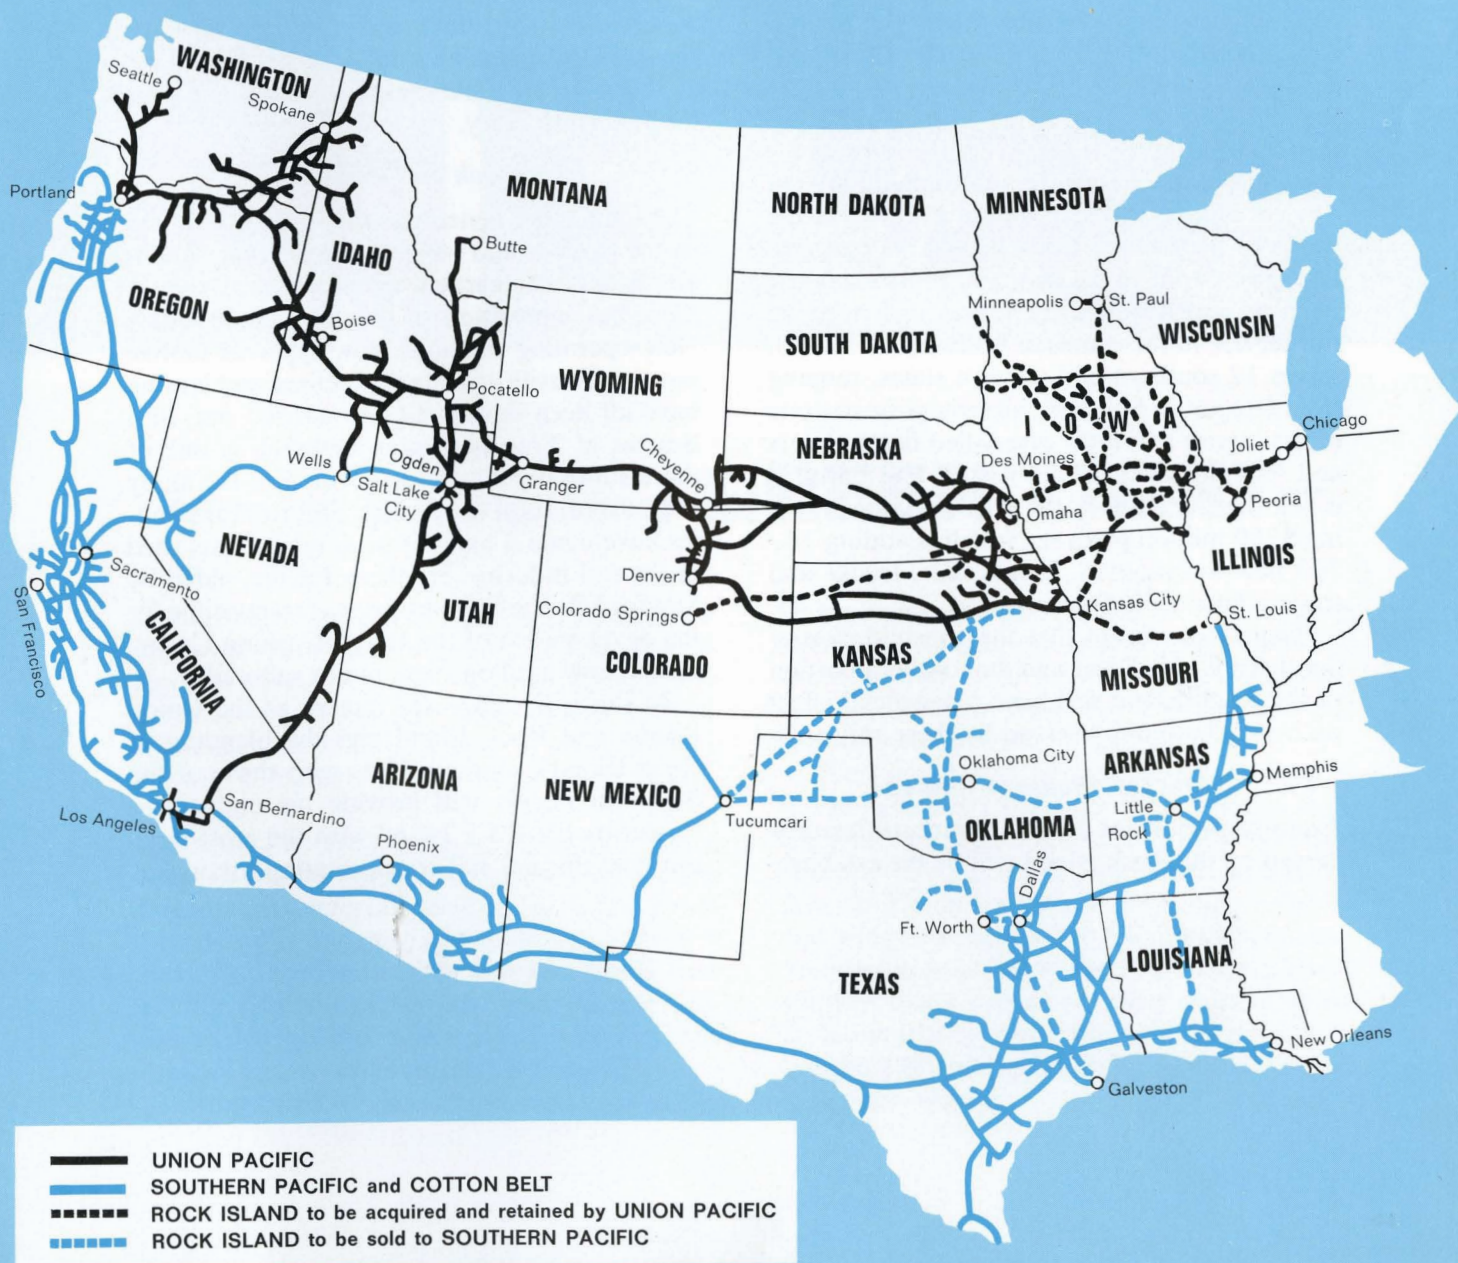 Seattle
WASHINGTON
Spokane
Portland
MONTANA
NORTH DAKOTA
MINNESOTA
Butte
IDAHO
OREGON
Boise
Minneapolis
St. Paul
WISCONSIN
SOUTH DAKOTA
WYOMING
Pocatello
IOWA
Chicago
NEBRASKA
Des Moines
Joliet
Wells
Ogden
Cheyenne
Salt Lake
City
Granger
Omaha
Peoria
NEVADA
ILLINOIS
Sacramento
Denver
Colorado Springs
Kansas City
St. Louis
San Francisco
UTAH
CALIFORNIA
COLORADO
KANSAS
MISSOURI
ARIZONA
NEW MEXICO
Oklahoma City
ARKANSAS
Memphis
Los Angeles
San Bernardino
Tucumcari
Little
Rock
OKLAHOMA
Phoenix
Dallas
Ft. Worth
LOUISIANA
TEXAS
New Orleans
Galveston
UNION PACIFIC
SOUTHERN PACIFIC and COTTON BELT
ROCK ISLAND to be acquired and retained by UNION PACIFIC
ROCK ISLAND to be sold to SOUTHERN PACIFIC